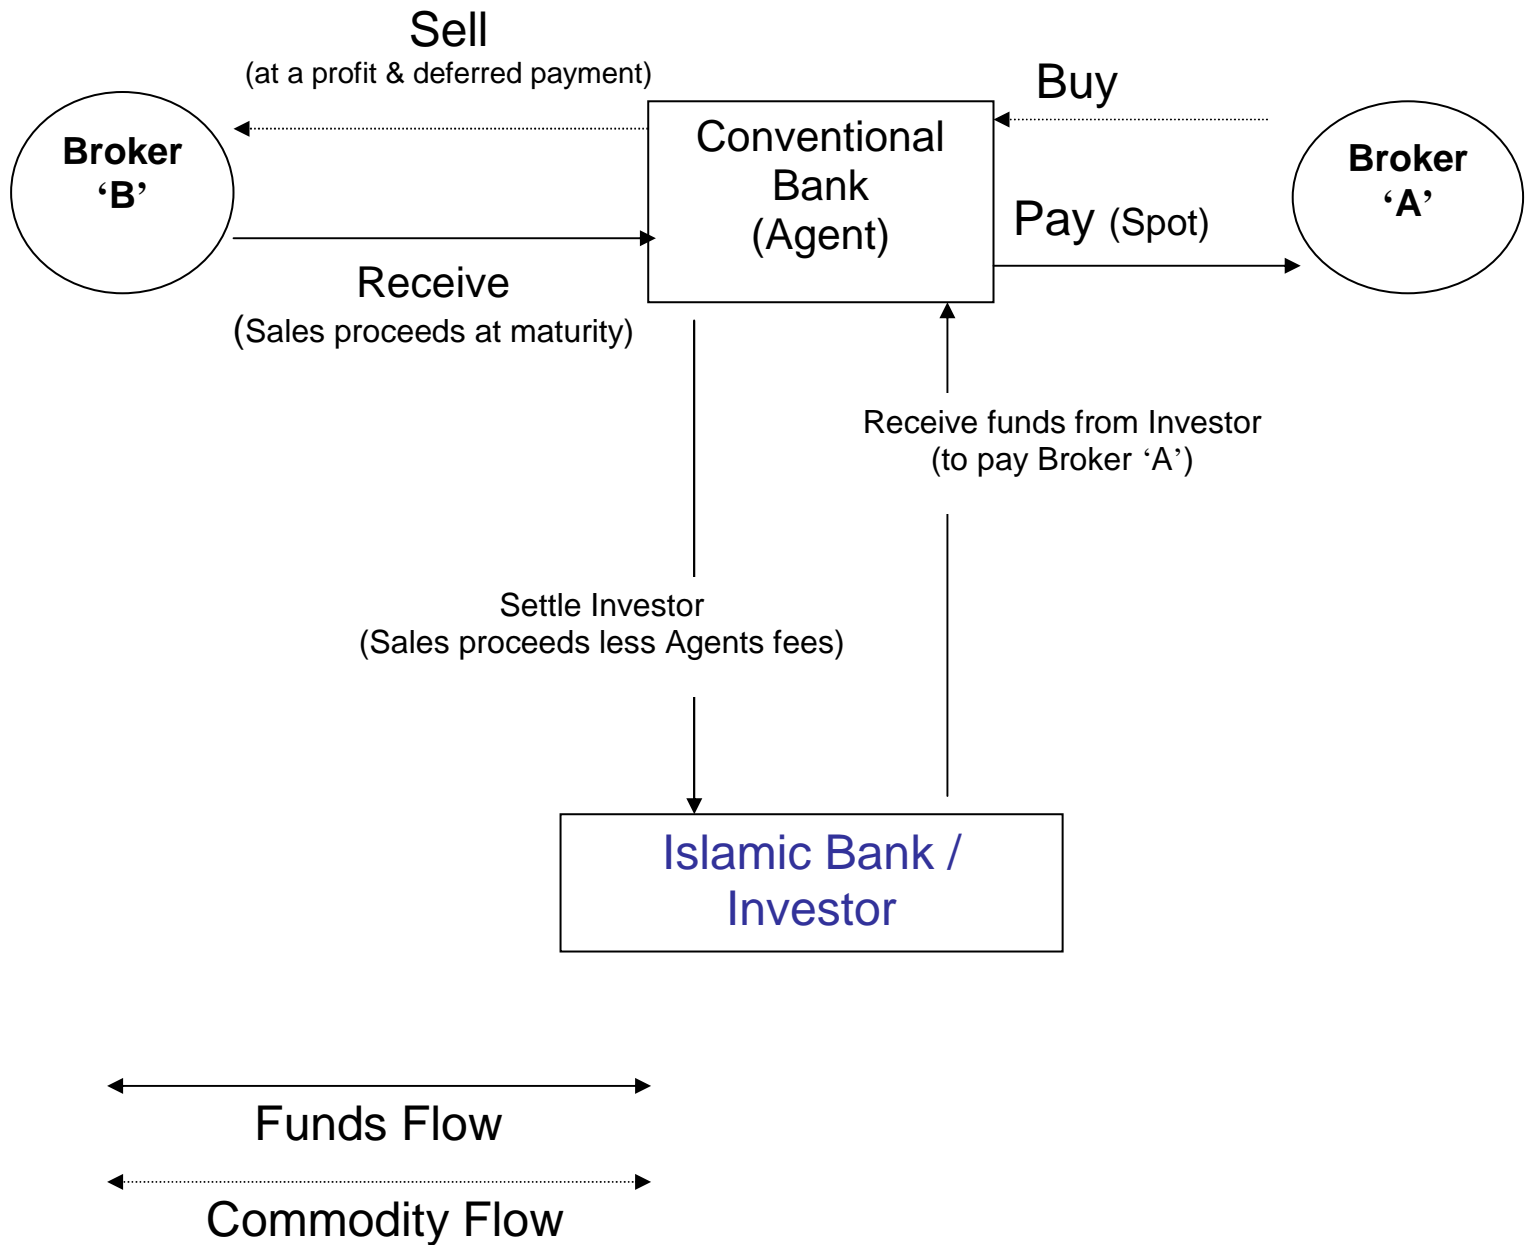 Sell
(at a profit & deferred payment)
Buy
Broker
‘B’
Conventional
Bank
(Agent)
Broker
‘A’
Pay (Spot)
Receive
(Sales proceeds at maturity)
Receive funds from Investor
(to pay Broker ‘A’)
Settle Investor
(Sales proceeds less Agents fees)
Islamic Bank /
Investor
Funds Flow
Commodity Flow